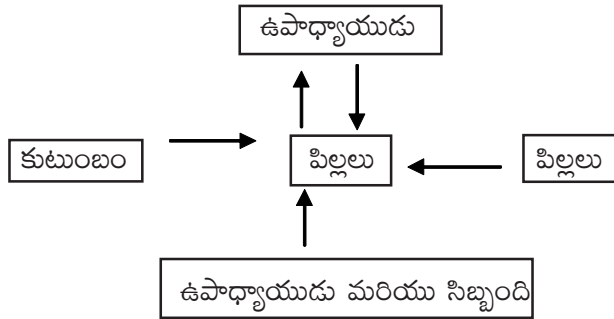 ఉపాధ్యాయుడు
కుటుంబం
పిల్లలు
పిల్లలు
ఉపాధ్యాయుడు మరియు సిబ్బంది